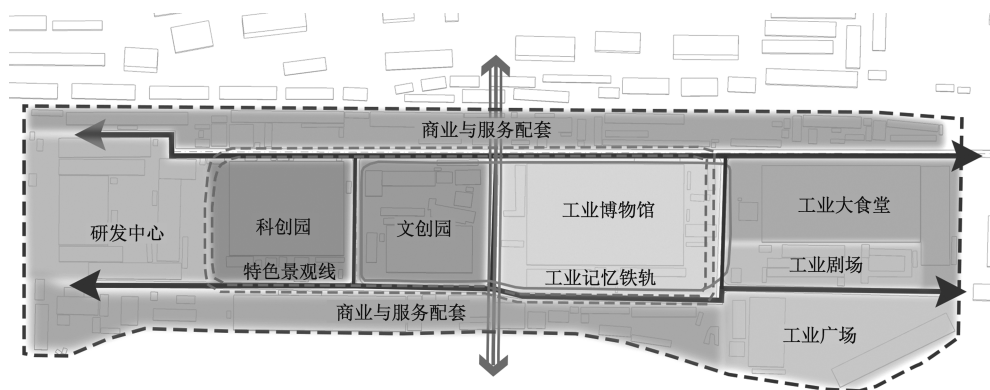 商业与服务配套
研发中心
科创园
文创园
工业博物馆
工业大食堂
特色景观线
工业记忆铁轨
工业剧场
商业与服务配套
工业广场